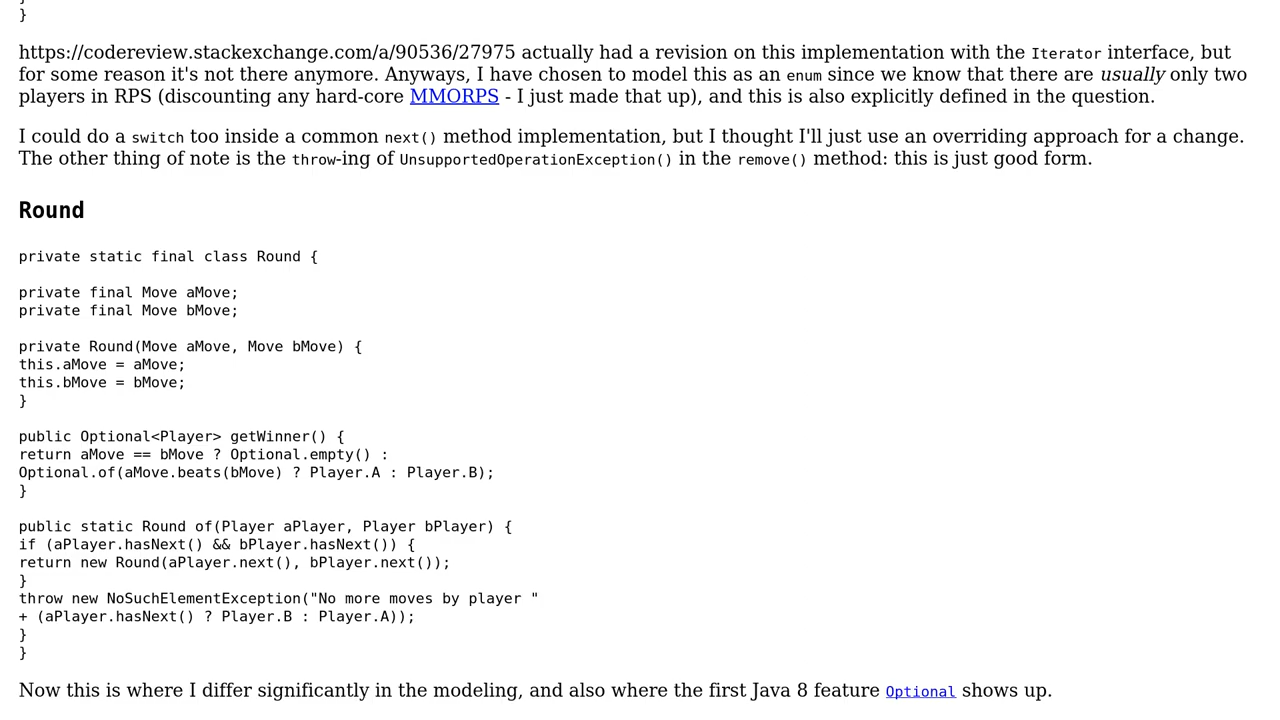 }
https://codereview.stackexchange.com/a/90536/27975 actually had a revision on this implementation with the Iterator interface, but
for some reason it's not there anymore. Anyways, I have chosen to model this as an enum since we know that there are usually only two
players in RPS (discounting any hard-core MMORPS - I just made that up), and this is also explicitly defined in the question.
I could do a switch too inside a common next() method implementation, but I thought I'll just use an overriding approach for a change.
The other thing of note is the throw-ing of UnsupportedOperationException() in the remove() method: this is just good form.
Round
private static final class Round {
private final Move aMove;
private final Move bMove;
private Round(Move aMove, Move bMove) {
this.aMove = aMove;
this.bMove = bMove;
}
public Optional<Player> getWinner() {
return aMove == bMove ? Optional.empty() :
Optional.of(aMove.beats(bMove) ? Player.A : Player.B);
}
public static Round of(Player aPlayer, Player bPlayer) {
if (aPlayer.hasNext() && bPlayer.hasNext()) {
return new Round(aPlayer.next(), bPlayer.next());
}
throw new NoSuchElementException("No more moves by player "
+ (aPlayer.hasNext() ? Player.B : Player.A));
}
}
Now this is where I differ significantly in the modeling, and also where the first Java 8 feature Optional shows up.